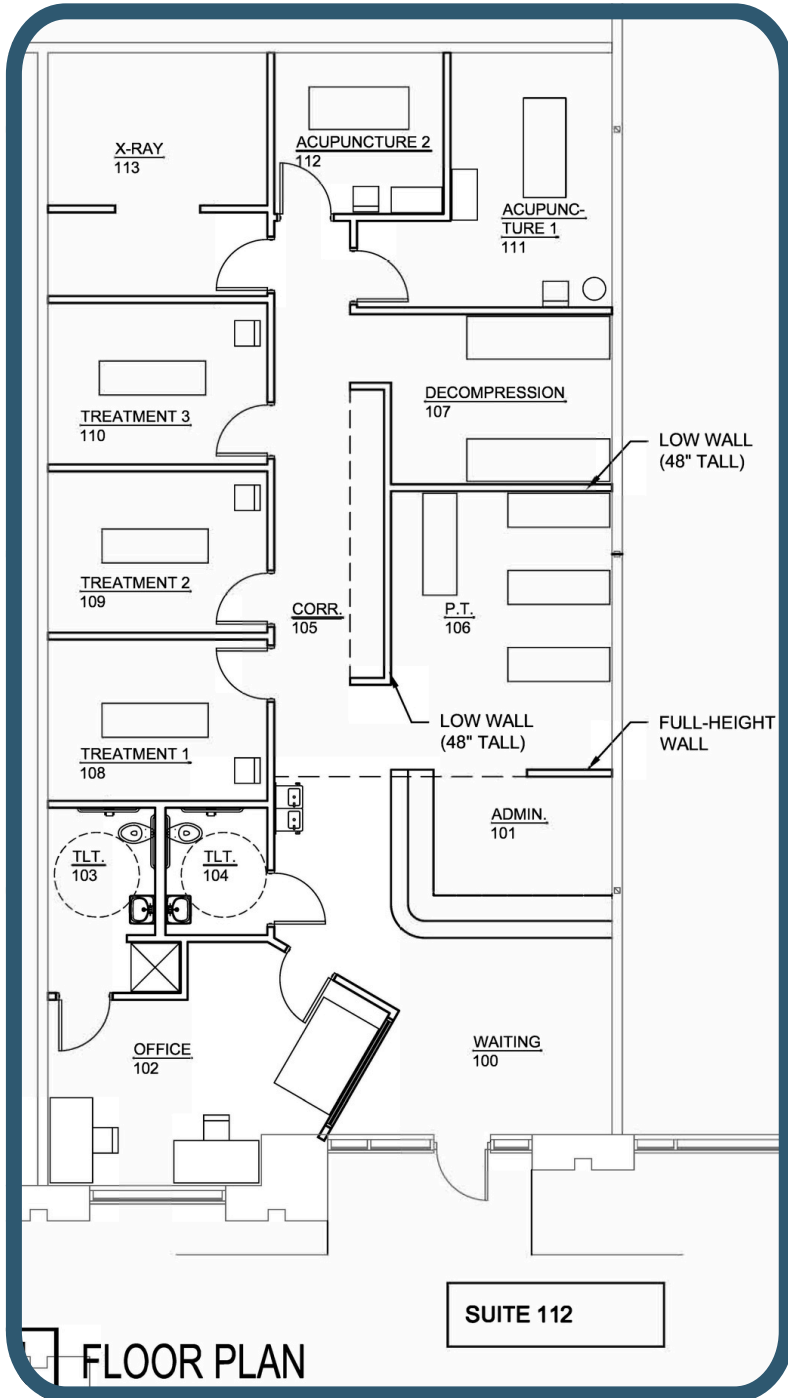 X-RAY
113
ACUPUNCTURE 2
112
ACUPUNC-
TURE 1
111
TREATMENT 3
110
DECOMPRESSION
107
LOW WALL
(48" TALL)
TREATMENT 2
109
CORR.
105
P.T.
106
TREATMENT 1
108
LOW WALL
(48" TALL)
FULL-HEIGHT
WALL
ADMIN.
101
TLT.
103
TLT.
104
OFFICE
102
WAITING
100
SUITE 112
FLOOR PLAN